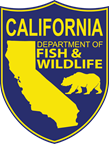 CALIFORNIA
DEPARTMENT OF
FISH &
WILDLIFE